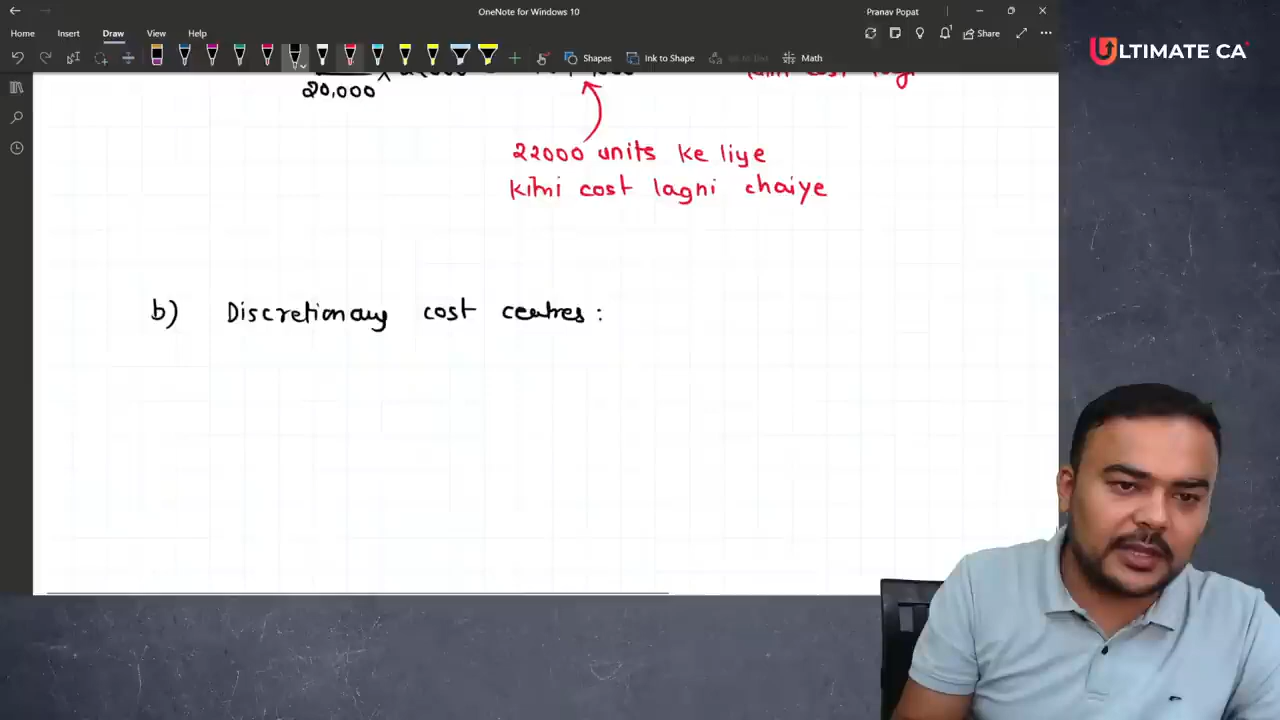 OneNote for Windows 10
Pranav Popat
Home Insert Draw View Help
Share
Shapes Ink to Shape Math
ULTIMATE CA
20,000
22000 units ke liye
kitni cost lagni chaiye
b) Discretionary cost centres: